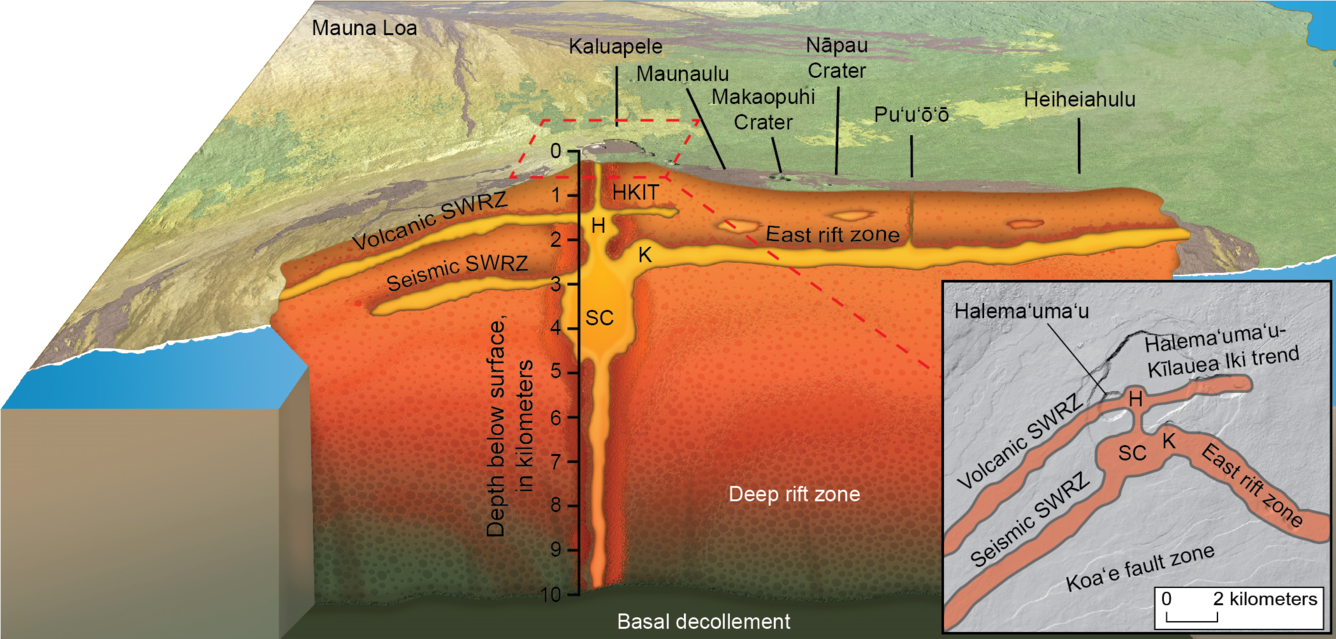 Mauna Loa
Kaluapele
Maunaulu
Makaopuhi
Crater
Nāpau
Crater
Puʻuʻōʻō
Heiheiahulu
0
1
2
3
4
5
6
7
8
9
10
Depth below surface,
in kilometers
Volcanic SWRZ
Seismic SWRZ
HKIT
H
K
SC
East rift zone
Deep rift zone
Basal decollement
Halemaʻumaʻu
Halemaʻumaʻu-
Kīlauea Iki trend
H
Volcanic SWRZ
SC
K
Seismic SWRZ
East rift zone
Koaʻe fault zone
0 2 kilometers